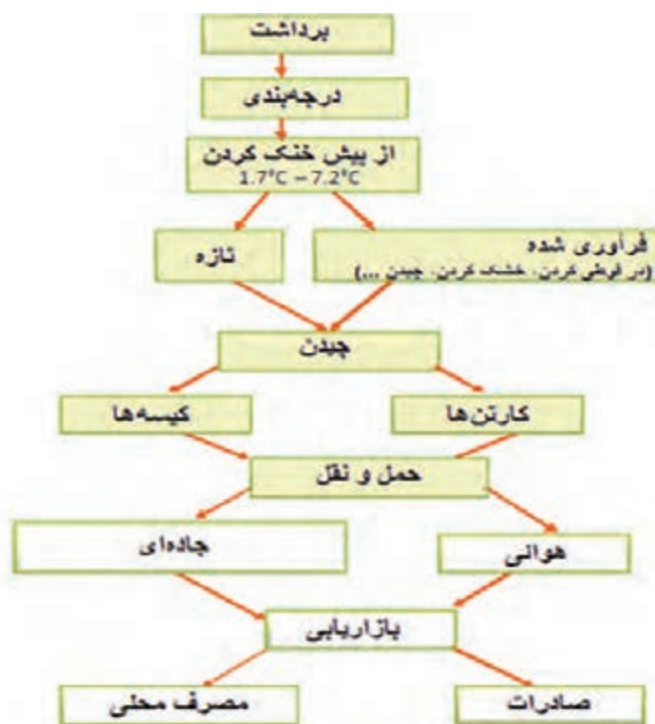 برداشت
درجه‌بندی
از پیش خنک کردن
1.7°C – 7.2°C
فرآوری شده
(در قوطی کردن، خشک کردن، چیدن ...)
تازه
چیدن
کارتن‌ها
کیسه‌ها
حمل و نقل
هوائی
جاده‌ای
بازاریابی
صادرات
مصرف محلی